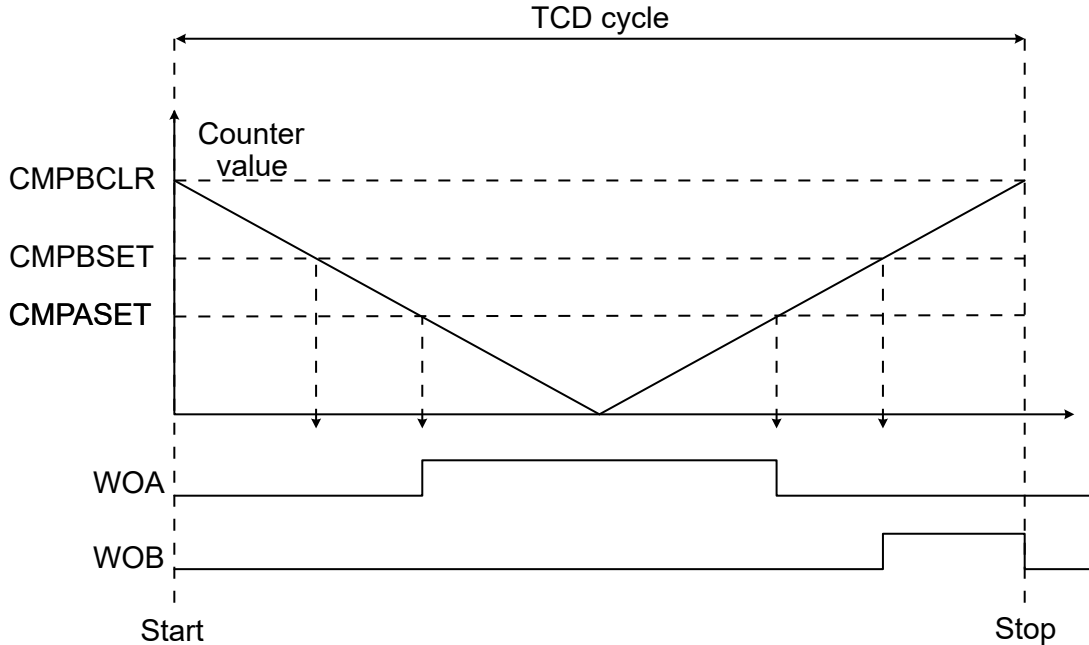 TCD cycle
Counter
value
CMPBCLR
CMPBSET
CMPASET
WOA
WOB
Start
Stop